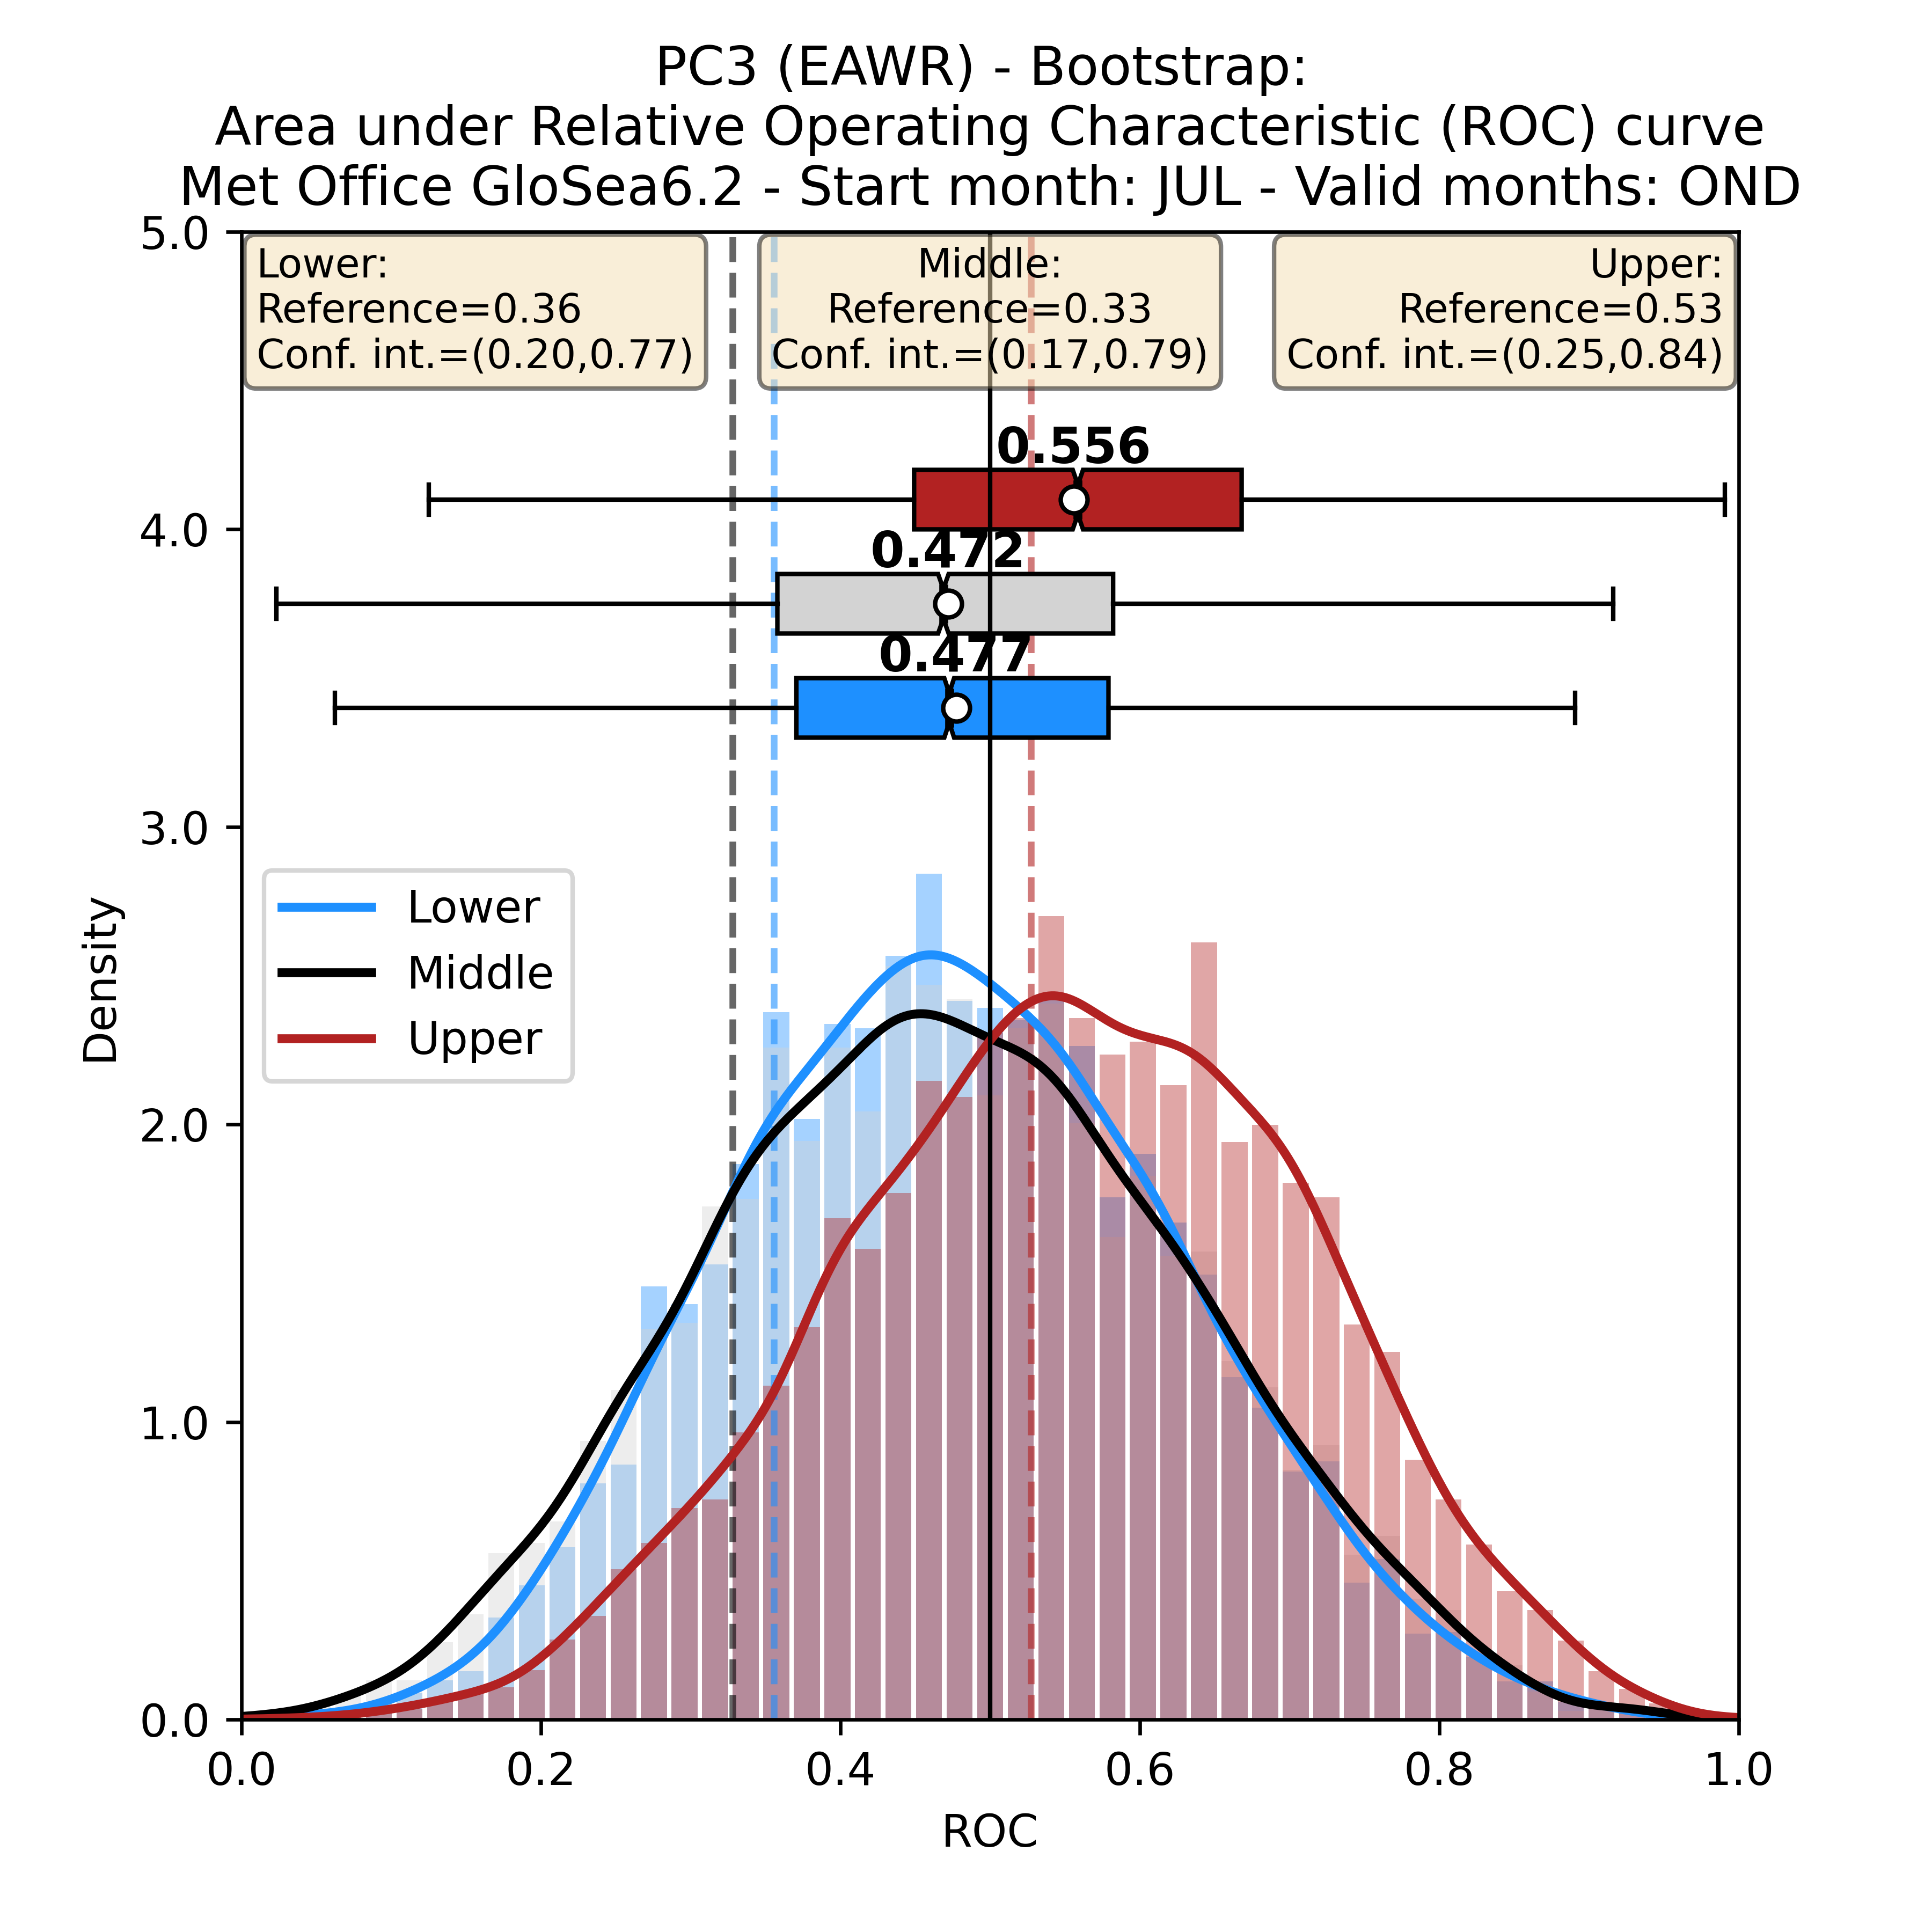 PC3 (EAWR) - Bootstrap:
Area under Relative Operating Characteristic (ROC) curve
Met Office GloSea6.2 - Start month: JUL - Valid months: OND
Lower:
Reference=0.36
Conf. int.=(0.20,0.77)
Middle:
Reference=0.33
Conf. int.=(0.17,0.79)
Upper:
Reference=0.53
Conf. int.=(0.25,0.84)
0.556
0.472
0.477
Lower
Middle
Upper
Density
5.0
4.0
3.0
2.0
1.0
0.0
0.0 0.2 0.4 0.6 0.8 1.0
ROC